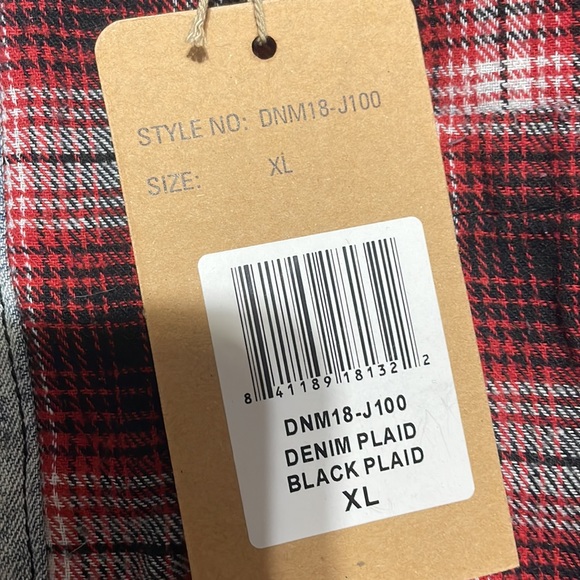 STYLE NO: DNM18-J100
SIZE: XL
8 41189 18132 2
DNM18-J100
DENIM PLAID
BLACK PLAID
XL